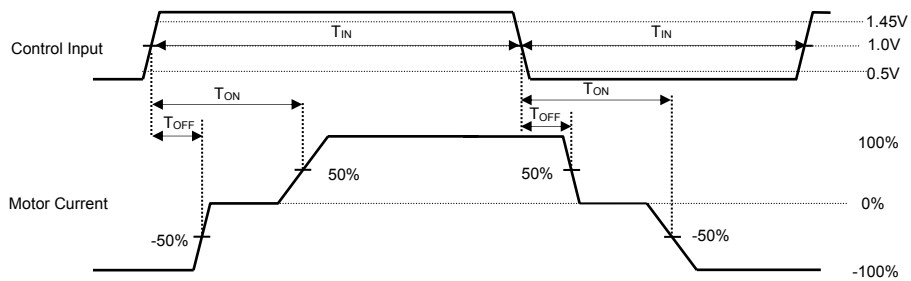 1.45V
TIN TIN
Control Input 1.0V
0.5V
TON TON
TOFF TOFF
100%
50% 50%
Motor Current 0%
-50% -50%
-100%